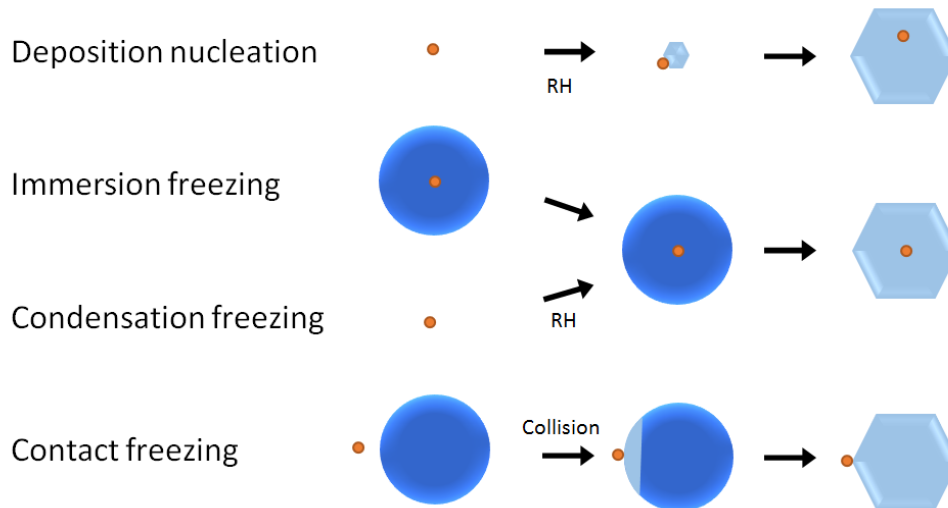 Deposition nucleation
RH
Immersion freezing
Condensation freezing
RH
Collision
Contact freezing